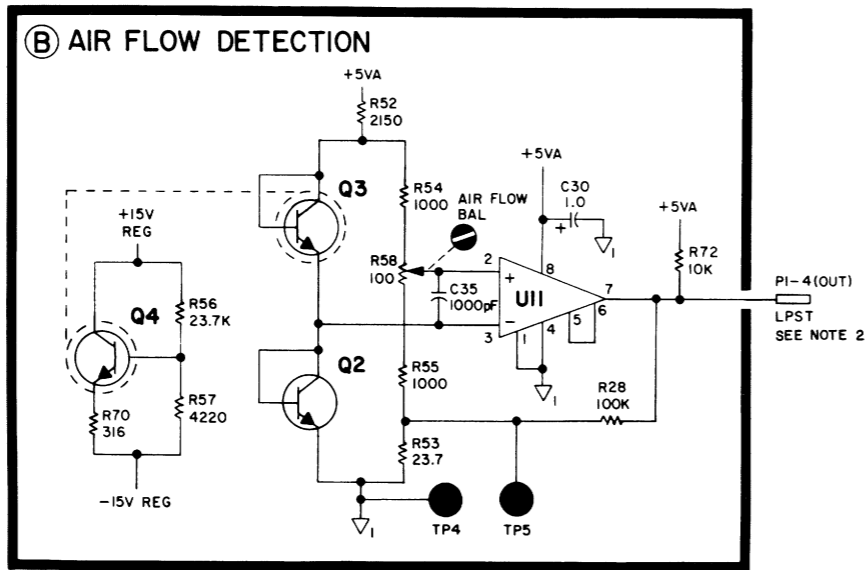 B AIR FLOW DETECTION
+5VA
R52
2150
Q3
R54
1000
AIR FLOW
BAL
+5VA
C30
1.0
+
1
+5VA
R72
10K
+15V
REG
R56
23.7K
Q4
R58
100
C35
1000pF
2
+
8
U11
7
6
5
-
3
1
4
1
P1-4(OUT)
LPST
SEE NOTE 2
Q2
R55
1000
R28
100K
R57
4220
R70
316
R53
23.7
-15V REG
1
TP4
TP5